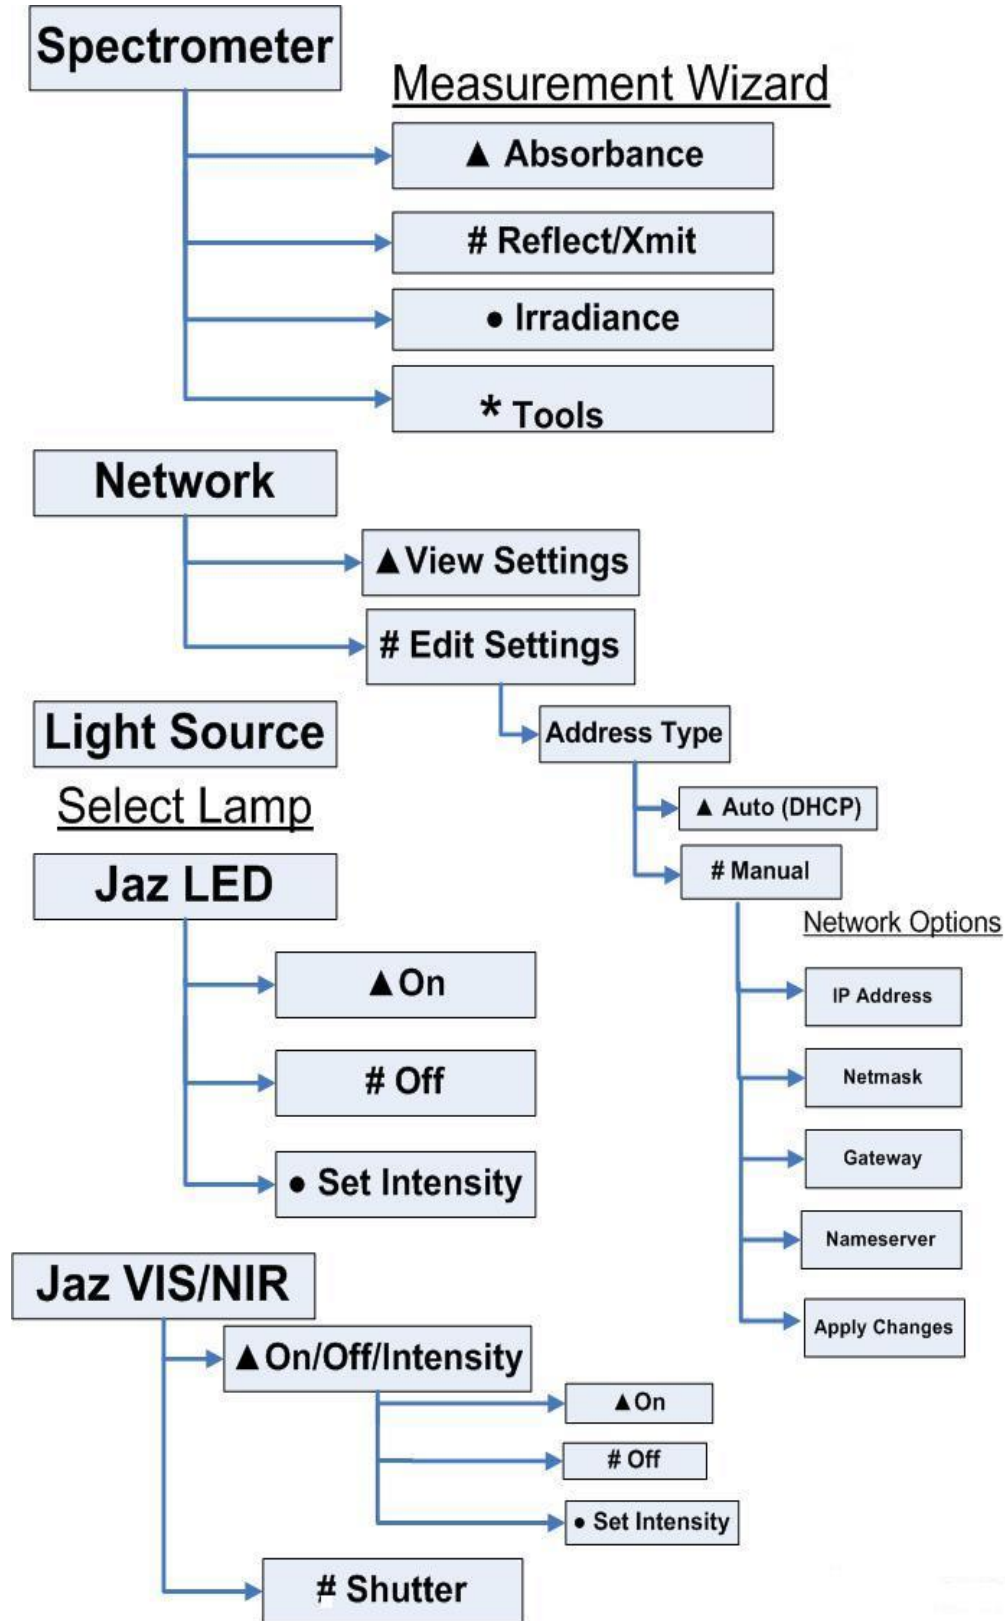 Spectrometer
Measurement Wizard
▲ Absorbance
# Reflect/Xmit
● Irradiance
* Tools
Network
▲ View Settings
# Edit Settings
Address Type
▲ Auto (DHCP)
# Manual
Network Options
IP Address
Netmask
Gateway
Nameserver
Apply Changes
Light Source
Select Lamp
Jaz LED
▲ On
# Off
● Set Intensity
Jaz VIS/NIR
▲ On/Off/Intensity
▲ On
# Off
● Set Intensity
# Shutter